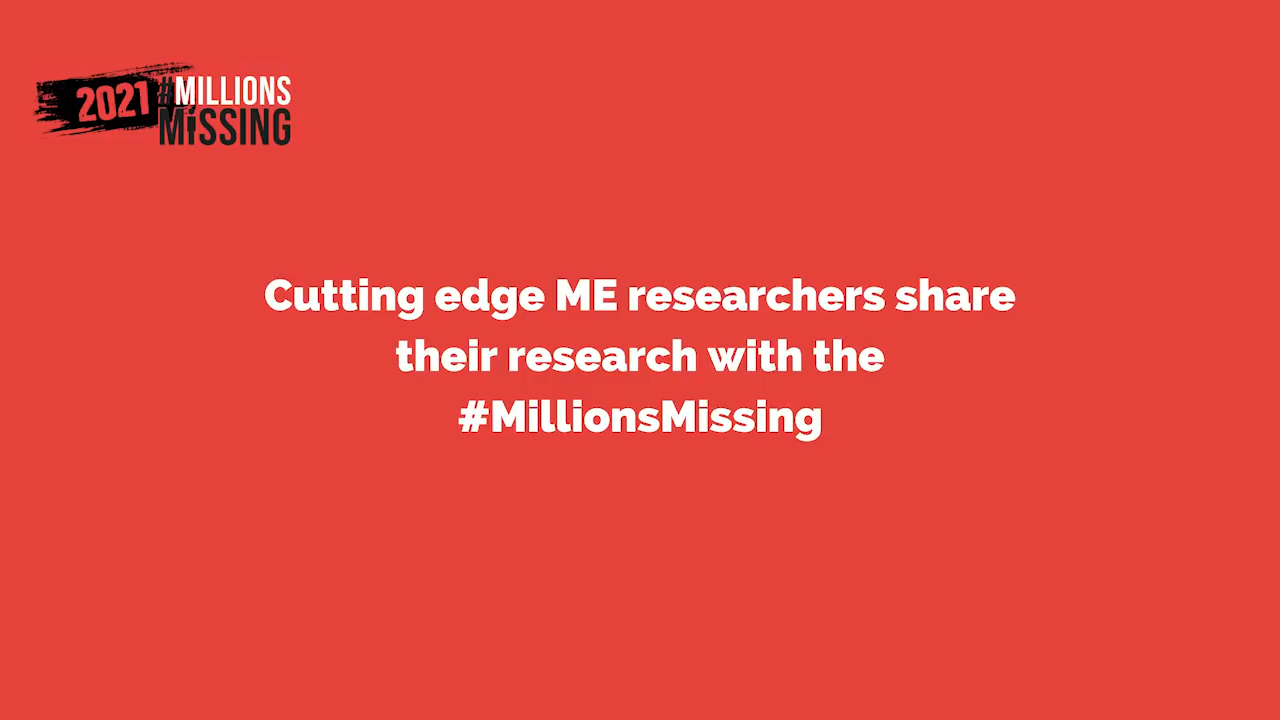 2021 #MILLIONS
MiSSING
Cutting edge ME researchers share
their research with the
#MillionsMissing